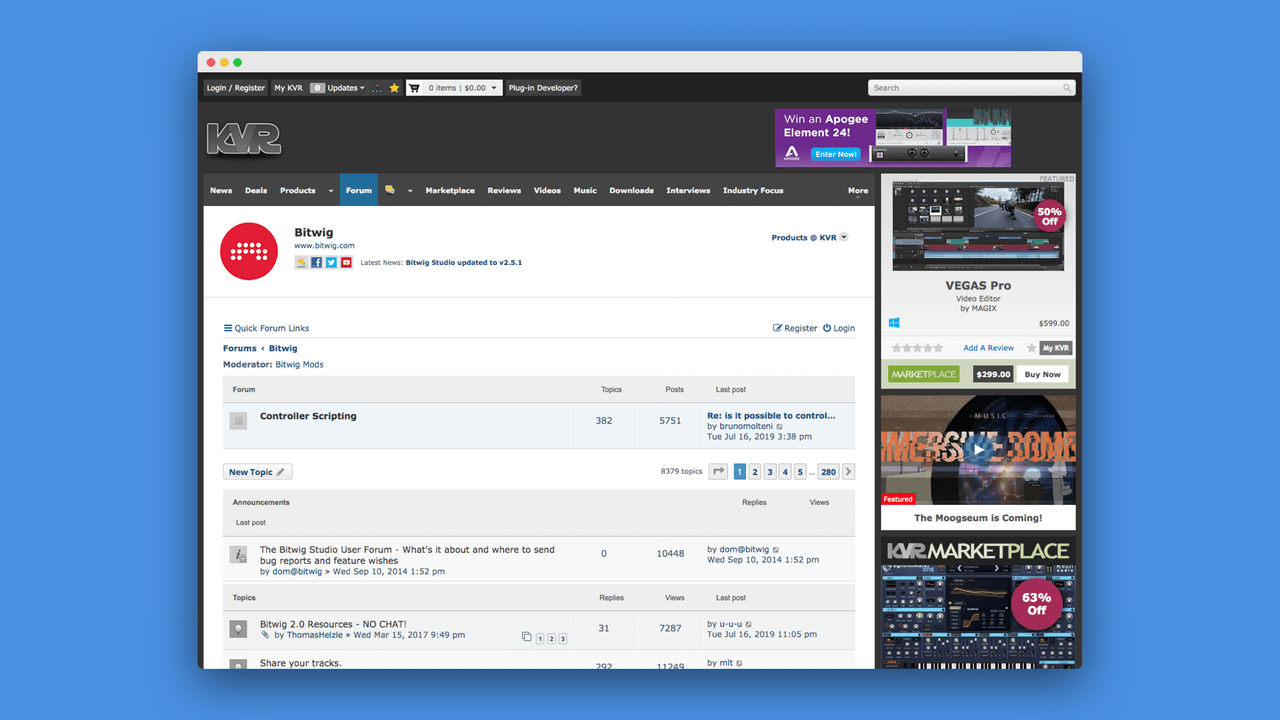 Login / Register My KVR 0 Updates 0 items | $0.00 Plug-in Developer? Search
KVR
Win an Apogee
Element 24!
APOGEE
Enter Now!
News Deals Products Forum Marketplace Reviews Videos Music Downloads Interviews Industry Focus More
Bitwig
www.bitwig.com
Latest News: Bitwig Studio updated to v2.5.1
Products @ KVR
Quick Forum Links
Register Login
Forums ‹ Bitwig
Moderator: Bitwig Mods
Forum Topics Posts Last post
Controller Scripting 382 5751 Re: is it possible to control...
by brunomolteni
Tue Jul 16, 2019 3:38 pm
New Topic
8379 topics 1 2 3 4 5 ... 280
Announcements Replies Views
Last post
The Bitwig Studio User Forum - What's it about and where to send
bug reports and feature wishes
by dom@bitwig » Wed Sep 10, 2014 1:52 pm
0 10448 by dom@bitwig
Wed Sep 10, 2014 1:52 pm
Topics Replies Views Last post
Bitwig 2.0 Resources - NO CHAT!
by ThomasHelzle » Wed Mar 15, 2017 9:49 pm
1 2 3
31 7287 by u-u-u
Tue Jul 16, 2019 11:05 pm
Share your tracks.
292 11249 by mlt
FEATURED
50%
Off
VEGAS Pro
Video Editor
by MAGIX
$599.00
Add A Review My KVR
MARKETPLACE $299.00 Buy Now
MUSIC
IMERSIVE DOME
Featured
The Moogseum is Coming!
KVR MARKETPLACE
63%
Off